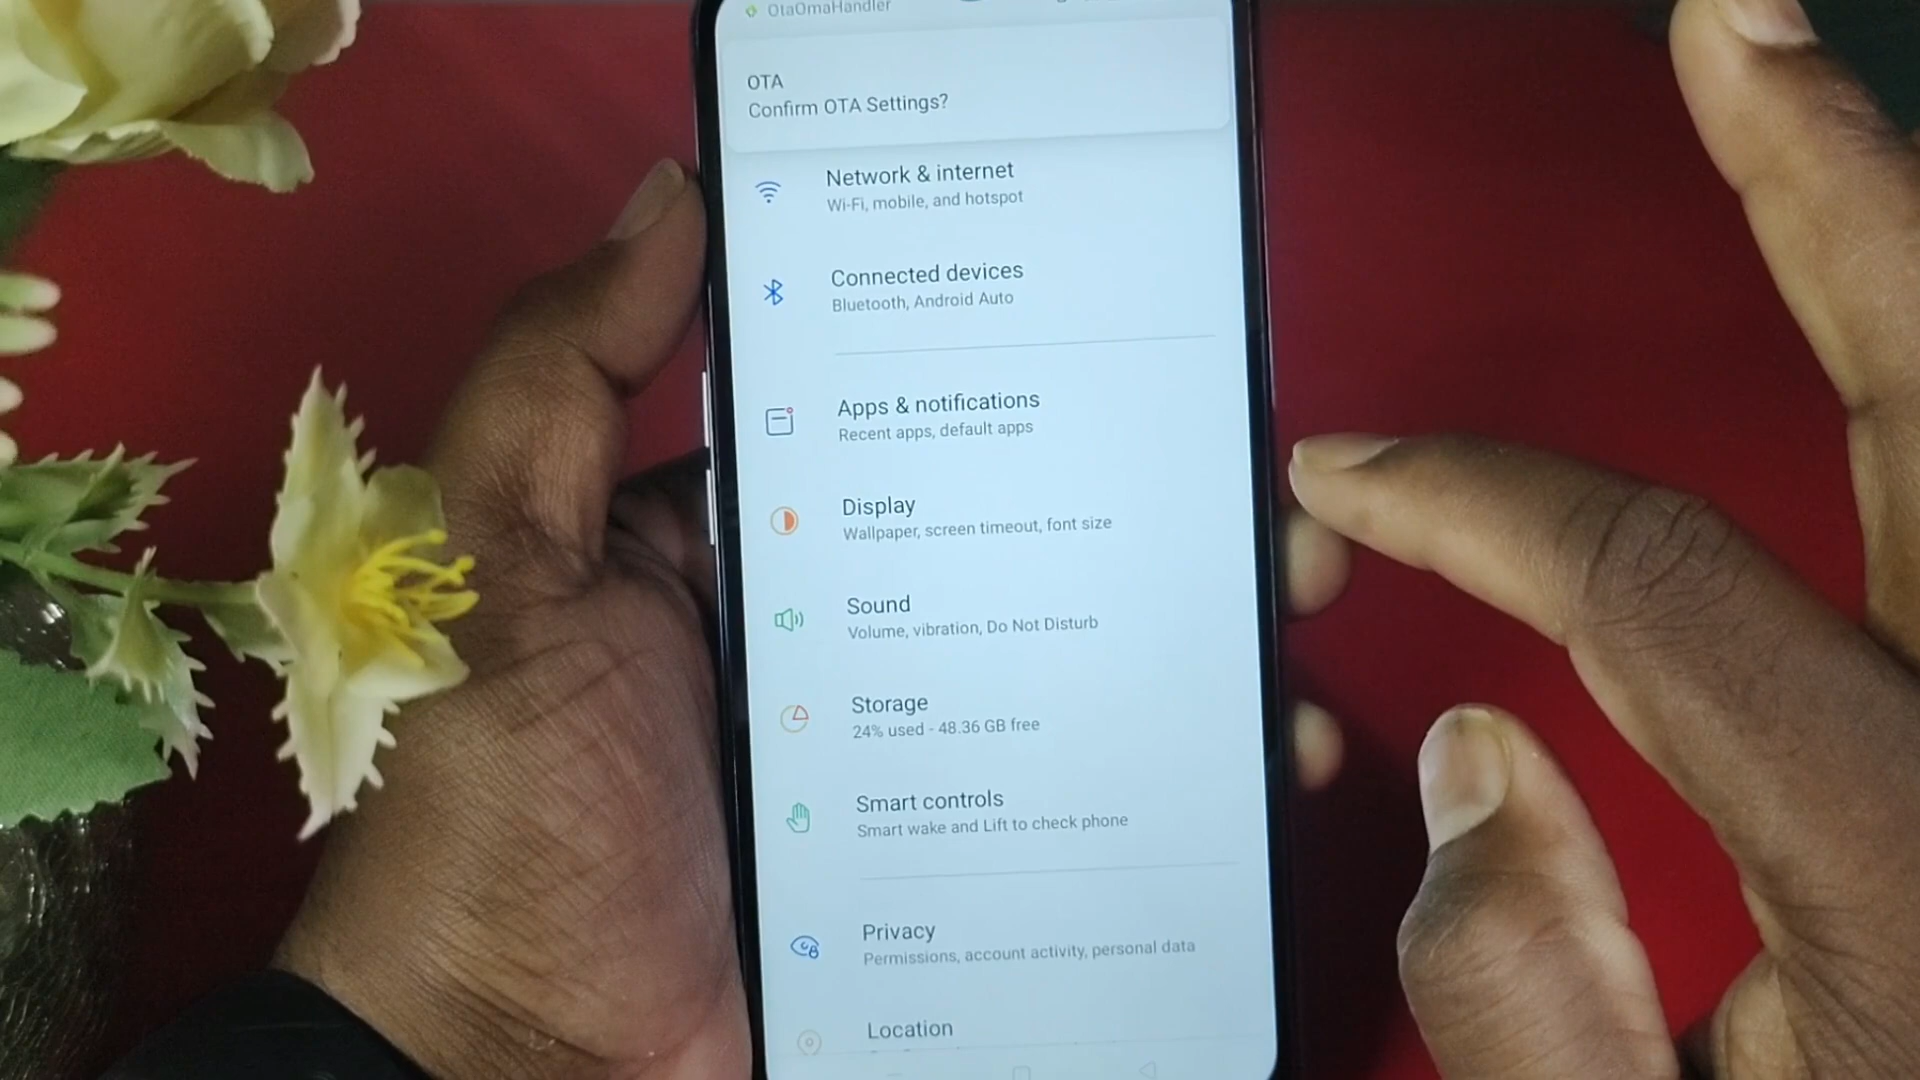 OtaOmaHandler
OTA
Confirm OTA Settings?
Network & internet
Wi-Fi, mobile, and hotspot
Connected devices
Bluetooth, Android Auto
Apps & notifications
Recent apps, default apps
Display
Wallpaper, screen timeout, font size
Sound
Volume, vibration, Do Not Disturb
Storage
24% used - 48.36 GB free
Smart controls
Smart wake and Lift to check phone
Privacy
Permissions, account activity, personal data
Location